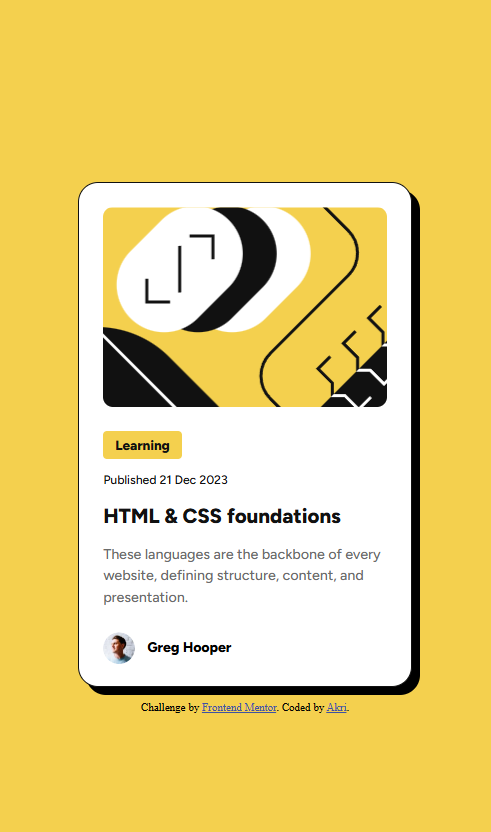 Learning
Published 21 Dec 2023
HTML & CSS foundations
These languages are the backbone of every
website, defining structure, content, and
presentation.
Greg Hooper
Challenge by Frontend Mentor. Coded by Akri.